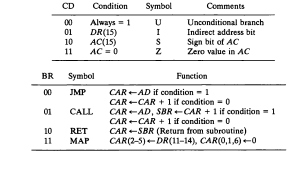 CD Condition Symbol Comments
00 Always = 1 U Unconditional branch
01 DR(15) I Indirect address bit
10 AC(15) S Sign bit of AC
11 AC = 0 Z Zero value in AC
BR Symbol Function
00 JMP CAR ← AD if condition = 1
CAR ← CAR + 1 if condition = 0
01 CALL CAR ← AD, SBR ← CAR + 1 if condition = 1
CAR ← CAR + 1 if condition = 0
10 RET CAR ← SBR (Return from subroutine)
11 MAP CAR(2–5) ← DR(11–14), CAR(0,1,6) ← 0